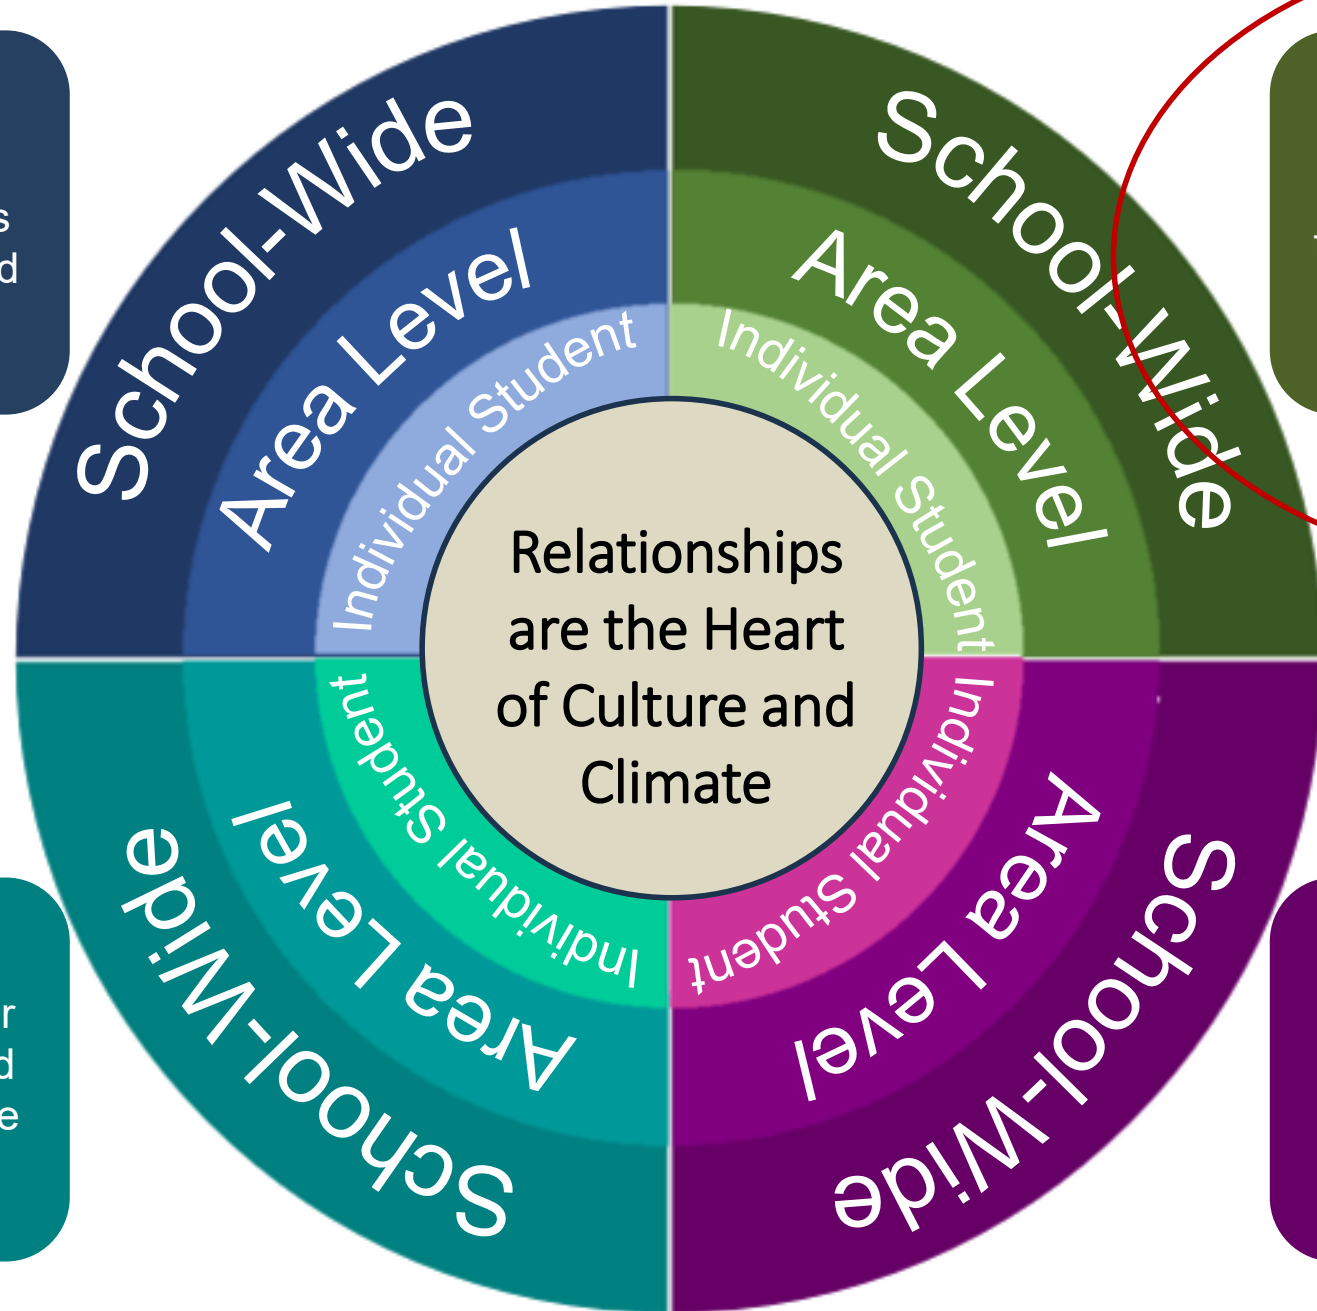 School-Wide
Area Level
Individual Student
School-Wide
Area Level
Individual Student
Relationships
are the Heart
of Culture and
Climate
Individual Student
Area Level
School-Wide
Individual Student
Area Level
School-Wide